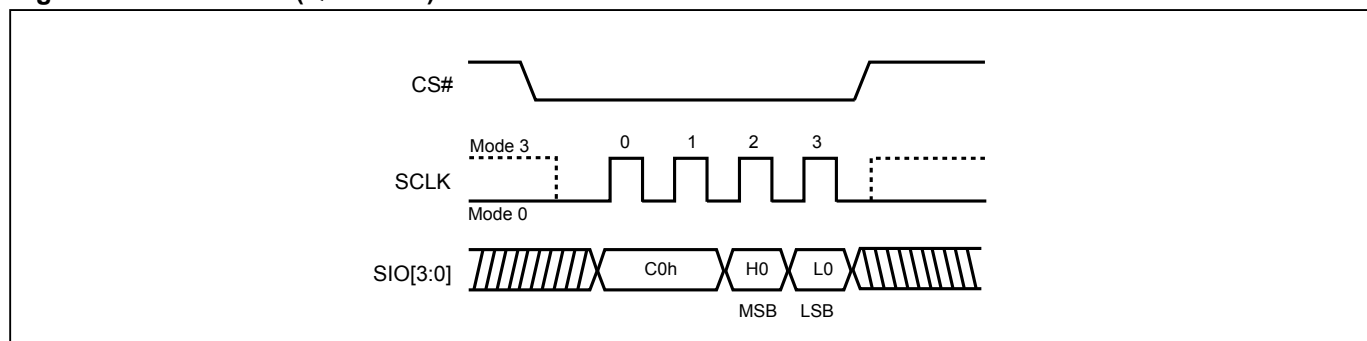 CS#
Mode 3
0 1 2 3
SCLK
Mode 0
SIO[3:0]
C0h H0 L0
MSB LSB